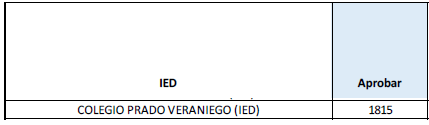 IED Aprobar
COLEGIO PRADO VERANIEGO (IED) 1815